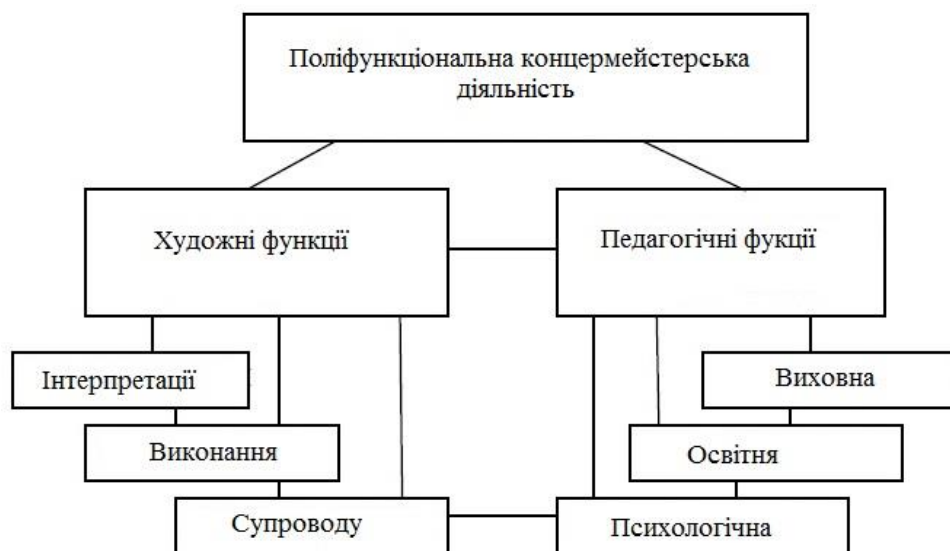 Поліфункціональна концермейстерська
діяльність
Художні функції
Педагогічні фукції
Інтерпретації
Виховна
Виконання
Освітня
Супроводу
Психологічна